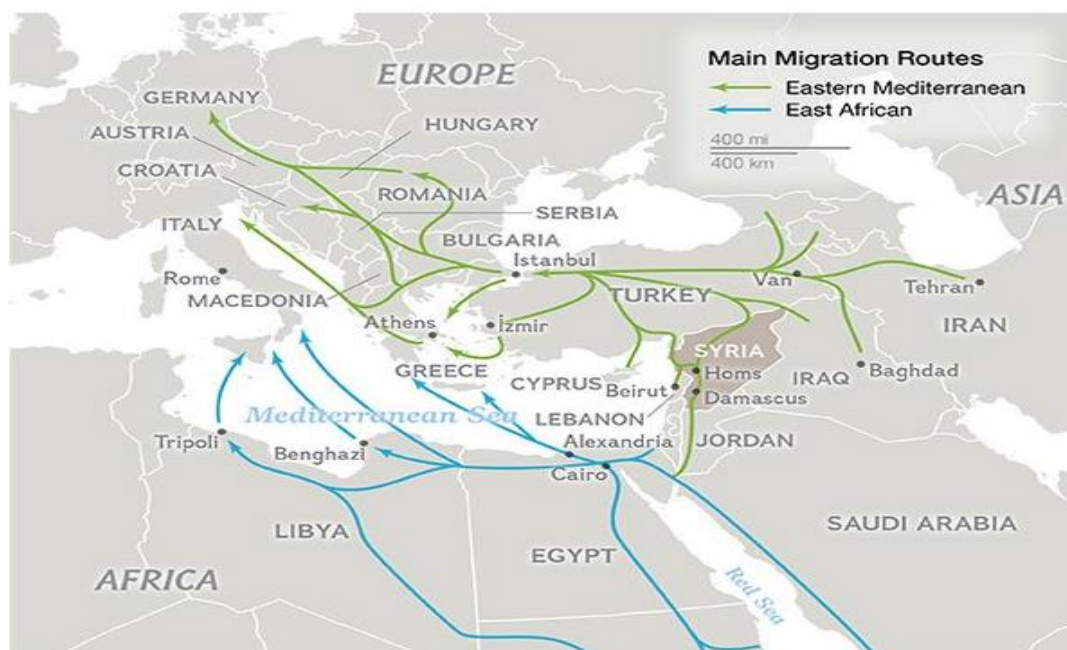 EUROPE
Main Migration Routes
Eastern Mediterranean
East African
400 mi
400 km
GERMANY
AUSTRIA
HUNGARY
CROATIA
ROMANIA
ASIA
ITALY
SERBIA
BULGARIA
Istanbul
Rome
MACEDONIA
TURKEY
Van
Tehran
Athens
İzmir
IRAN
GREECE
SYRIA
CYPRUS
Homs
IRAQ
Baghdad
Beirut
Damascus
LEBANON
Mediterranean Sea
Tripoli
Benghazi
Alexandria
JORDAN
Cairo
LIBYA
EGYPT
SAUDI ARABIA
AFRICA
Red Sea